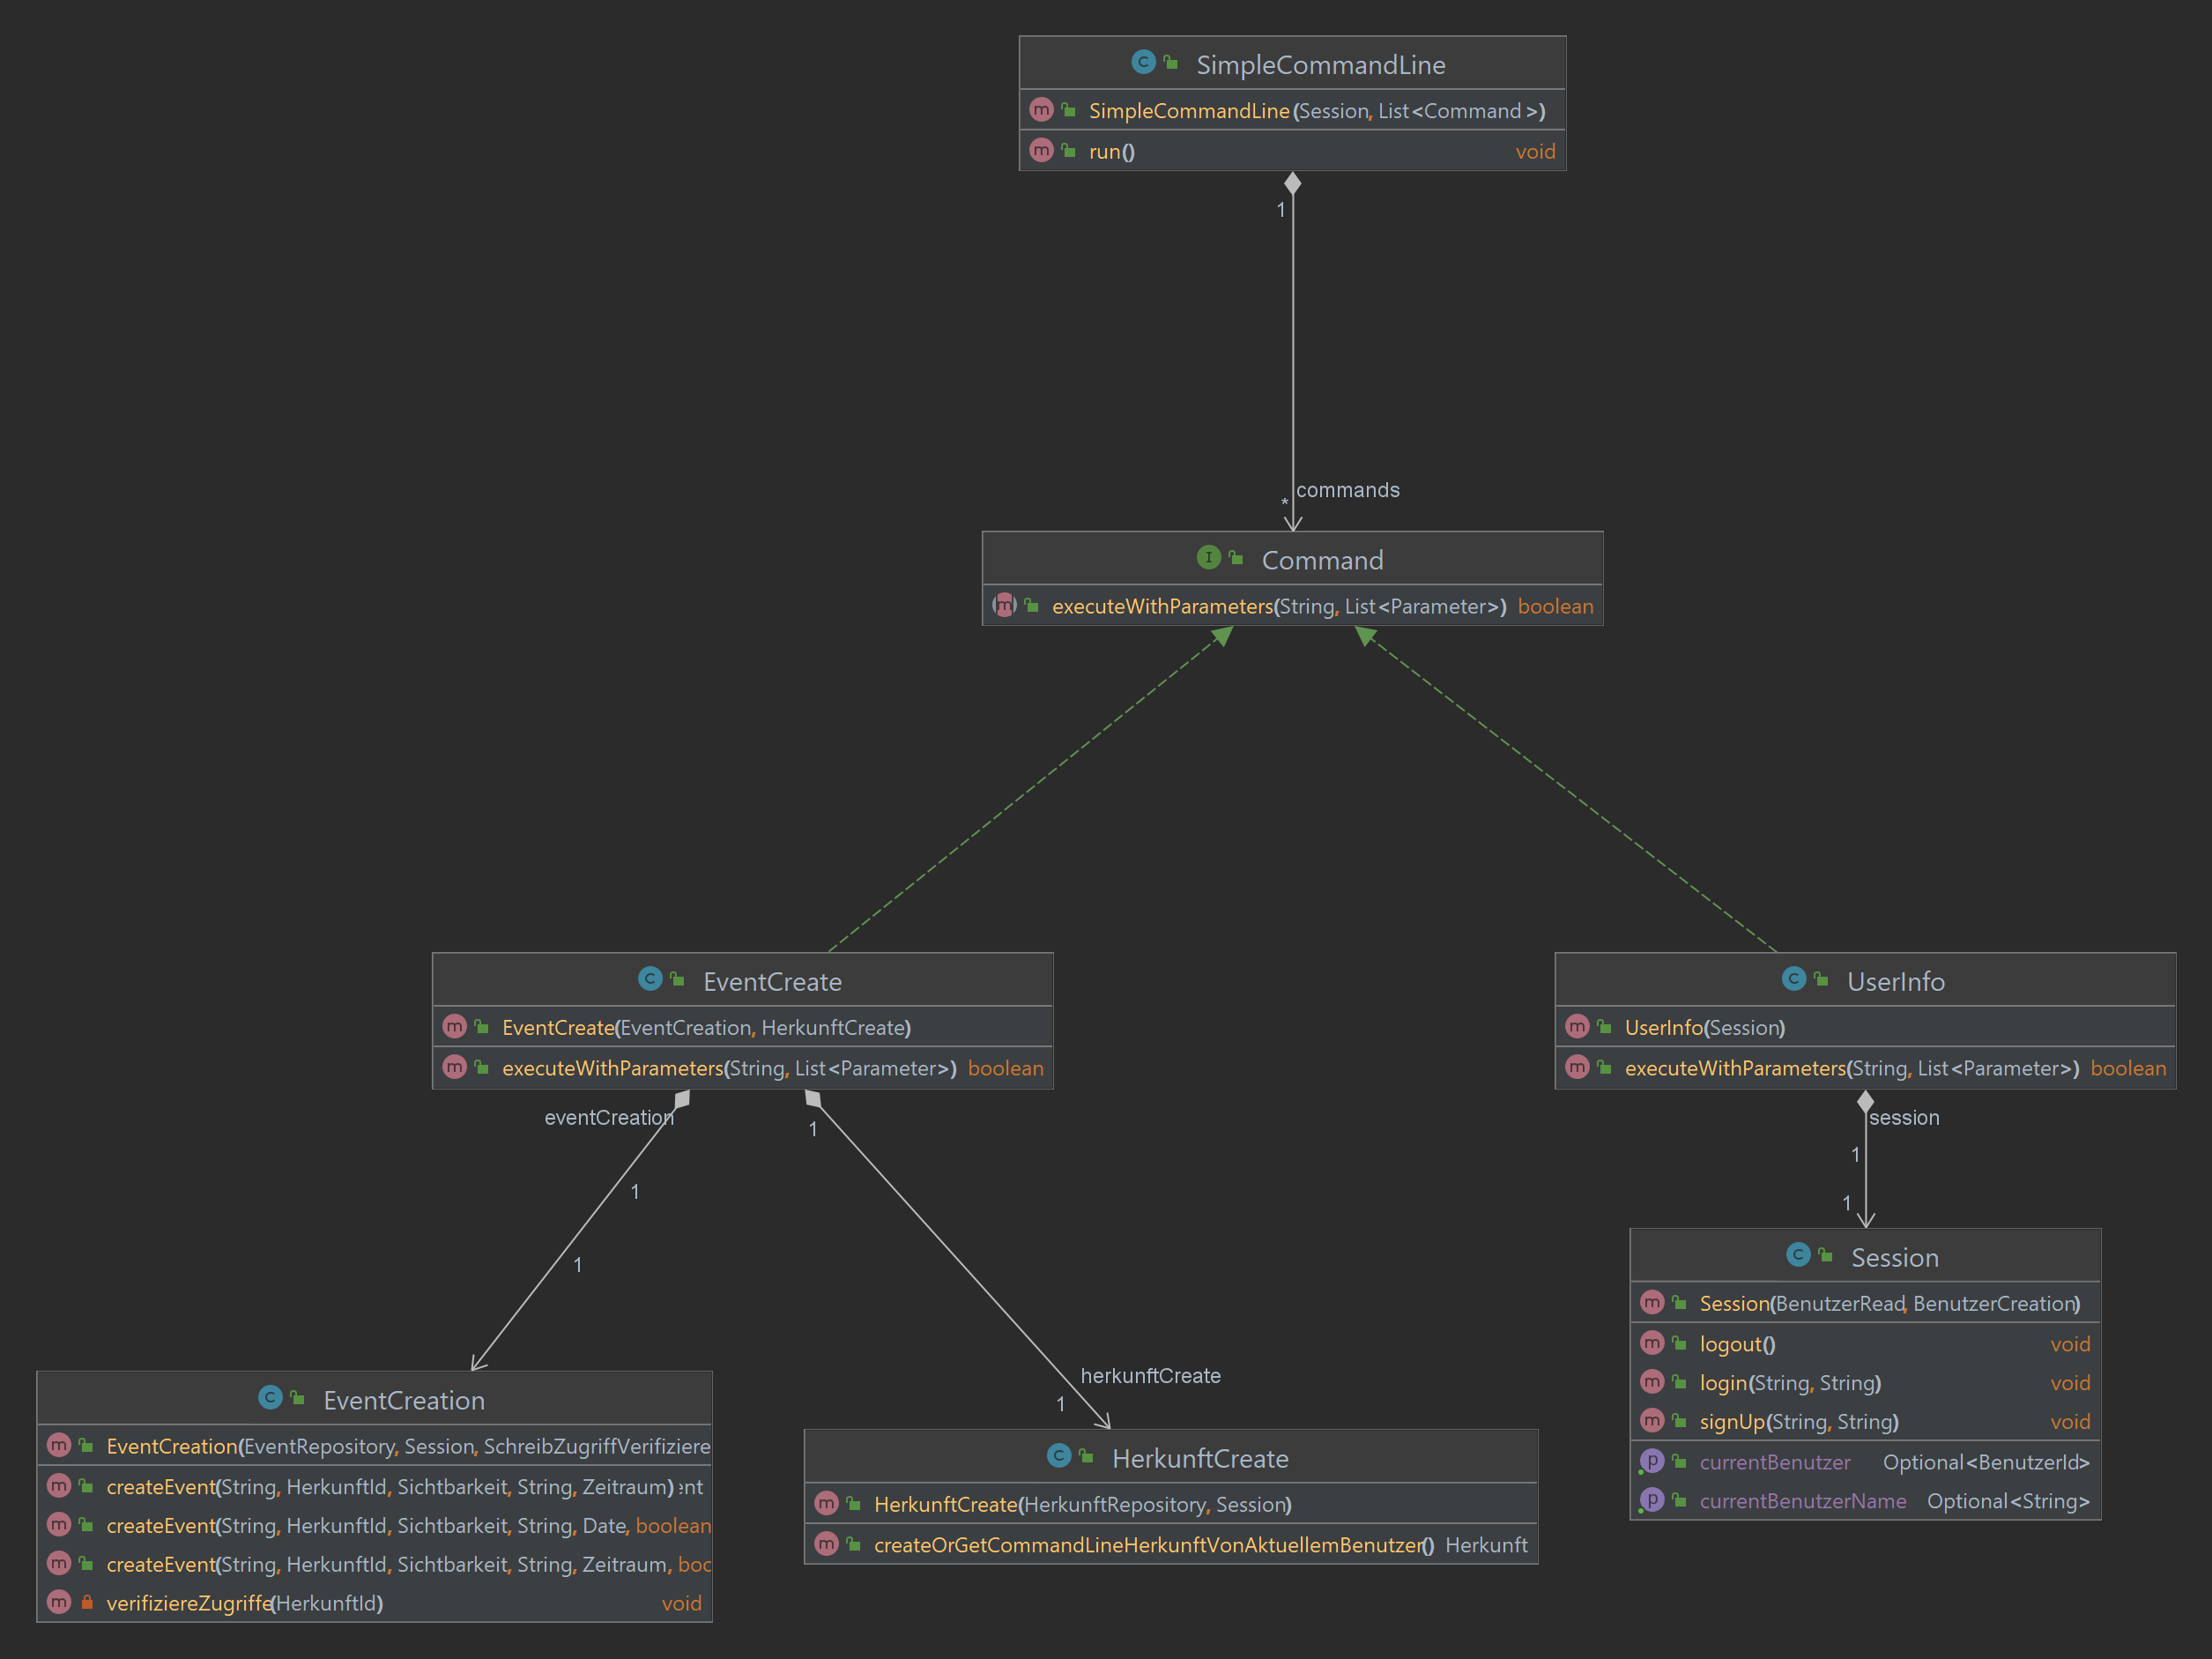 SimpleCommandLine
SimpleCommandLine(Session, List<Command>)
run() void
1
commands
*
Command
executeWithParameters(String, List<Parameter>) boolean
EventCreate
EventCreate(EventCreation, HerkunftCreate)
executeWithParameters(String, List<Parameter>) boolean
UserInfo
UserInfo(Session)
executeWithParameters(String, List<Parameter>) boolean
eventCreation
1
1
1
herkunftCreate
1
session
1
1
Session
Session(BenutzerRead, BenutzerCreation)
logout() void
login(String, String) void
signUp(String, String) void
currentBenutzer Optional<BenutzerId>
currentBenutzerName Optional<String>
EventCreation
EventCreation(EventRepository, Session, SchreibZugriffVerifiziere
createEvent(String, HerkunftId, Sichtbarkeit, String, Zeitraum) ent
createEvent(String, HerkunftId, Sichtbarkeit, String, Date, boolean
createEvent(String, HerkunftId, Sichtbarkeit, String, Zeitraum, boo
verifiziereZugriffe(HerkunftId) void
HerkunftCreate
HerkunftCreate(HerkunftRepository, Session)
createOrGetCommandLineHerkunftVonAktuellemBenutzer() Herkunft